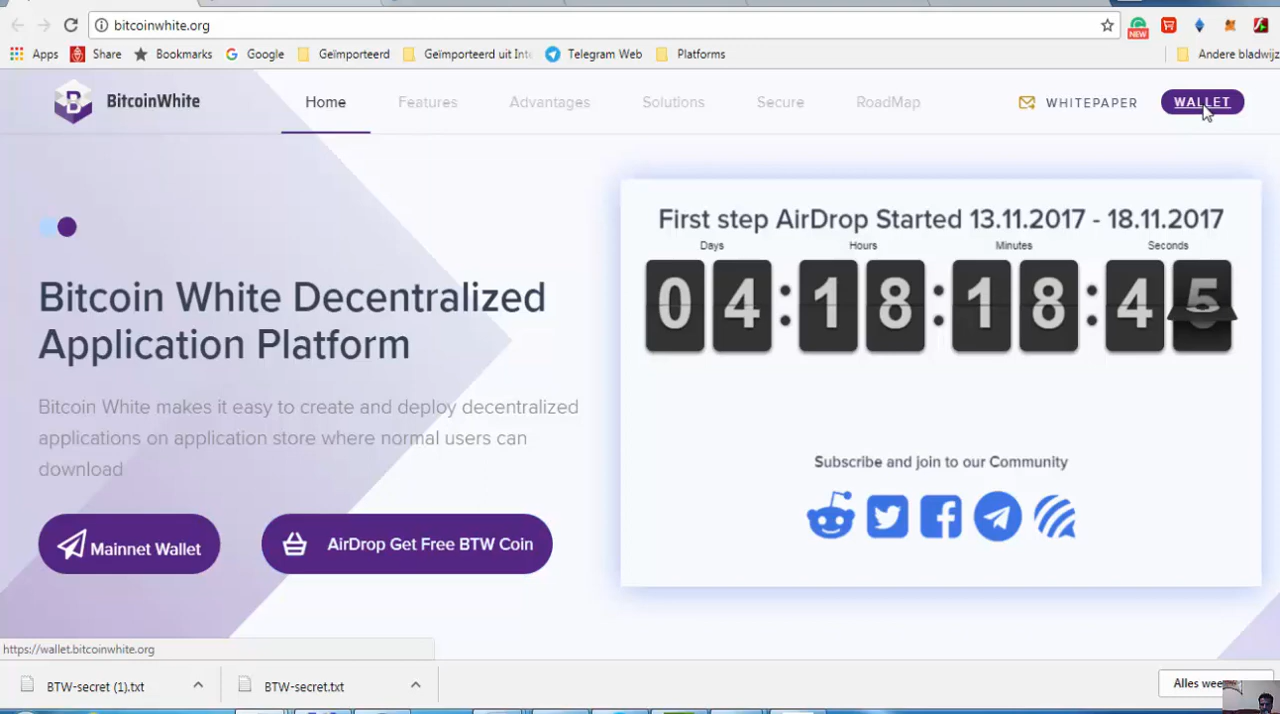 bitcoinwhite.org
Apps Share Bookmarks Google Geïmporteerd Geïmporteerd uit Telegram Web Platforms Andere bladwijz
NEW
BitcoinWhite Home Features Advantages Solutions Secure RoadMap WHITEPAPER WALLET
First step AirDrop Started 13.11.2017 - 18.11.2017
Days Hours Minutes Seconds
04:18:18:45
Bitcoin White Decentralized
Application Platform
Bitcoin White makes it easy to create and deploy decentralized
applications on application store where normal users can
download
Mainnet Wallet AirDrop Get Free BTW Coin
Subscribe and join to our Community
https://wallet.bitcoinwhite.org
BTW-secret (1).txt BTW-secret.txt Alles